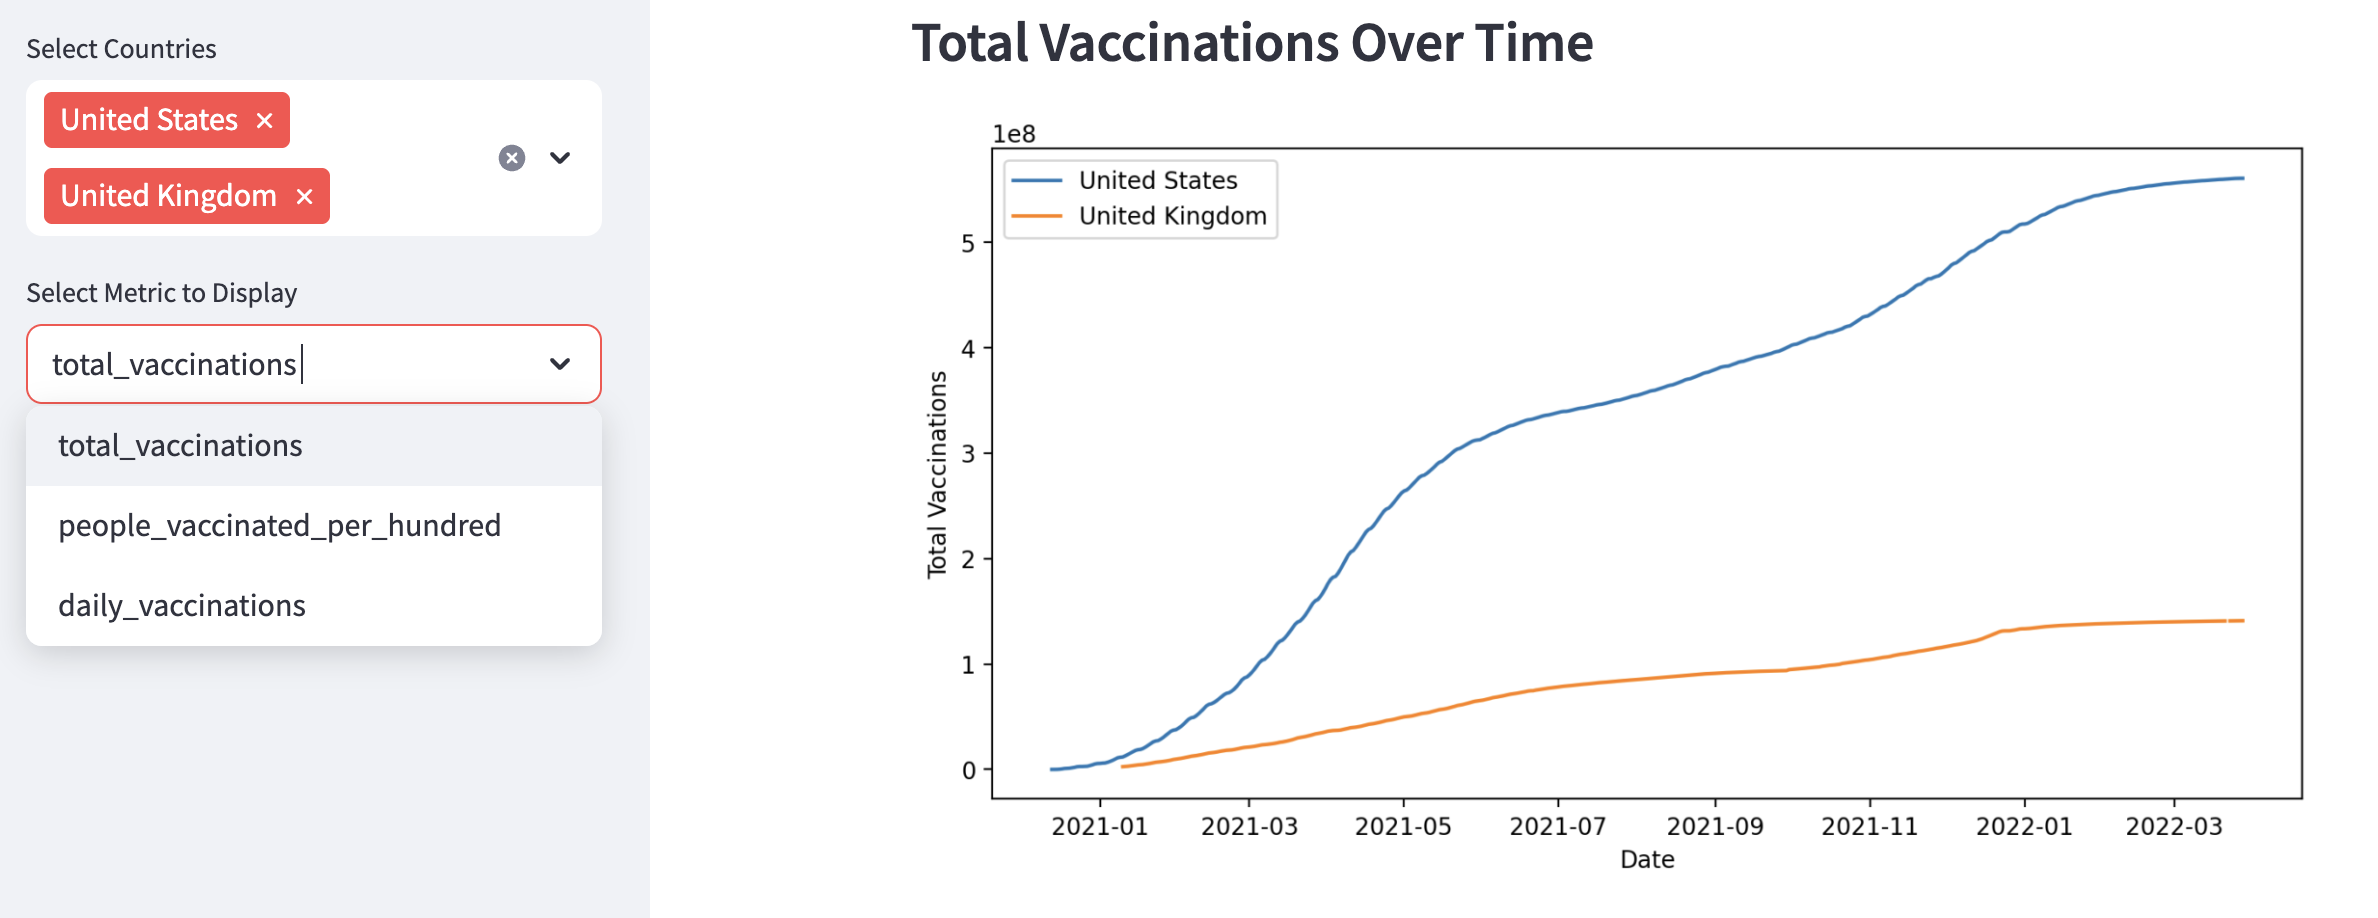 Select Countries
United States ×
United Kingdom ×
Select Metric to Display
total_vaccinations
total_vaccinations
people_vaccinated_per_hundred
daily_vaccinations
Total Vaccinations Over Time
1e8
United States
United Kingdom
Total Vaccinations
5
4
3
2
1
0
2021-01 2021-03 2021-05 2021-07 2021-09 2021-11 2022-01 2022-03
Date